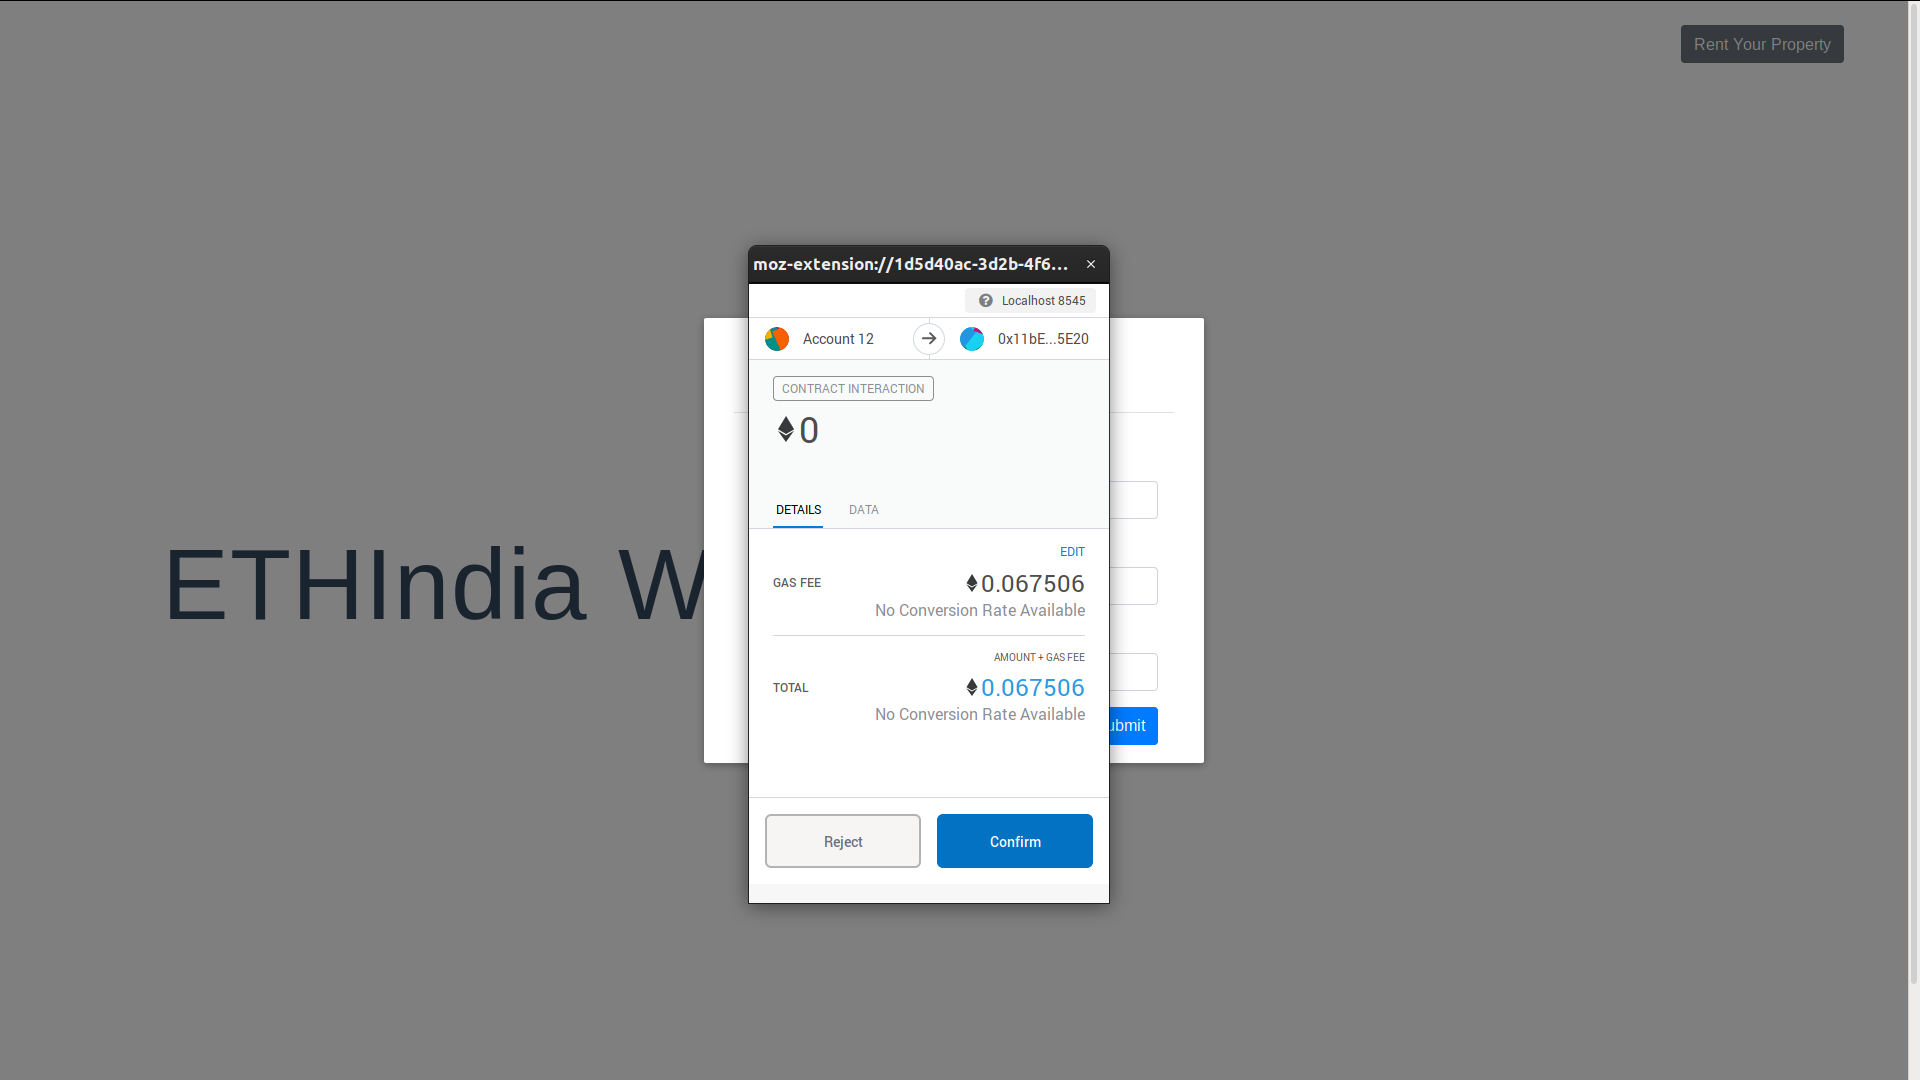 Rent Your Property
moz-extension://1d5d40ac-3d2b-4f6...
Localhost 8545
Account 12
0x11bE...5E20
CONTRACT INTERACTION
0
DETAILS DATA
EDIT
GAS FEE 0.067506
No Conversion Rate Available
AMOUNT + GAS FEE
TOTAL 0.067506
No Conversion Rate Available
Reject Confirm
ETHIndia W
ubmit